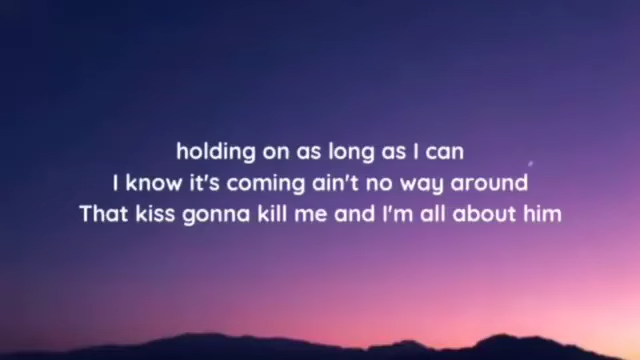 holding on as long as I can
I know it's coming ain't no way around
That kiss gonna kill me and I'm all about him